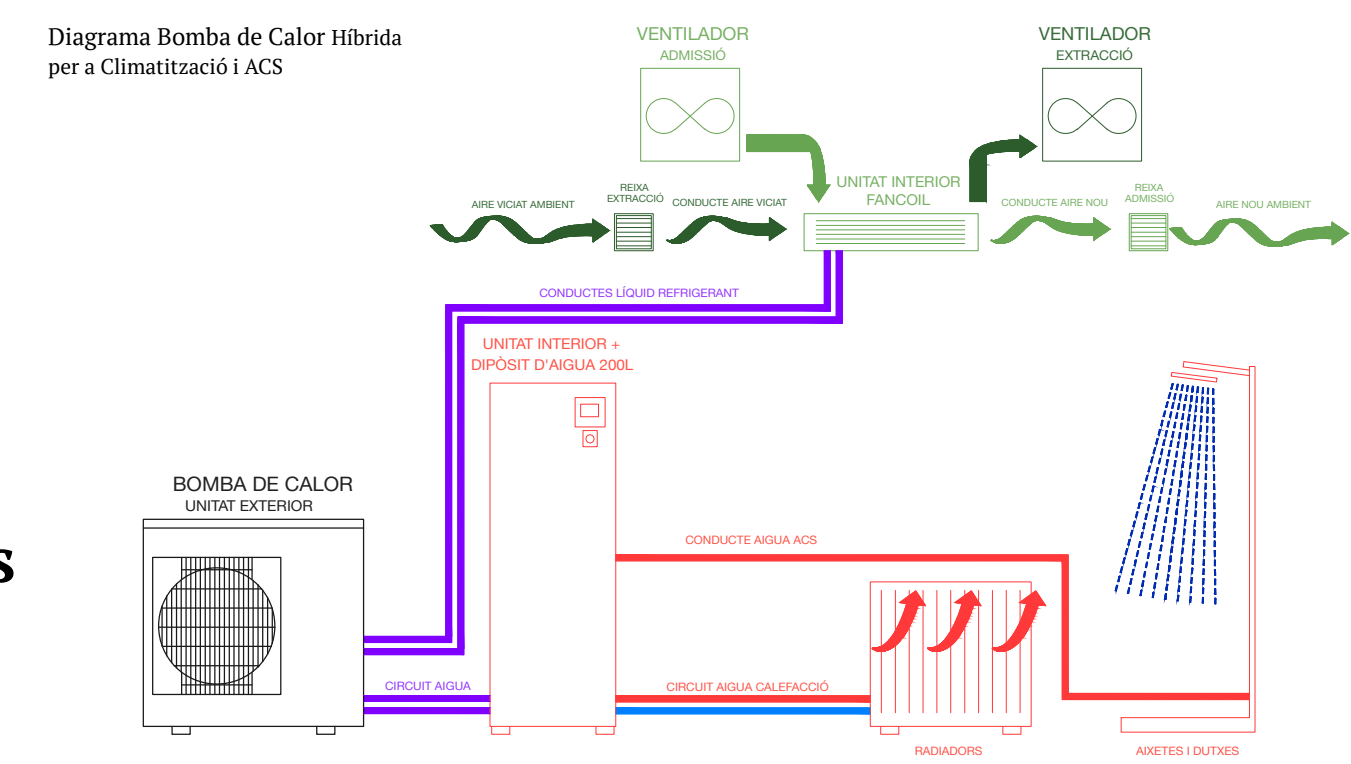 Diagrama Bomba de Calor Híbrida
per a Climatització i ACS
VENTILADOR
ADMISSIÓ
VENTILADOR
EXTRACCIÓ
UNITAT INTERIOR
FANCOIL
AIRE VICIAT AMBIENT
REIXA
EXTRACCIÓ
CONDUCTE AIRE VICIAT
CONDUCTE AIRE NOU
REIXA
ADMISSIÓ
AIRE NOU AMBIENT
CONDUCTES LÍQUID REFRIGERANT
UNITAT INTERIOR +
DIPÒSIT D'AIGUA 200L
BOMBA DE CALOR
UNITAT EXTERIOR
s
CONDUCTE AIGUA ACS
CIRCUIT AIGUA
CIRCUIT AIGUA CALEFACCIÓ
RADIADORS
AIXETES I DUTXES